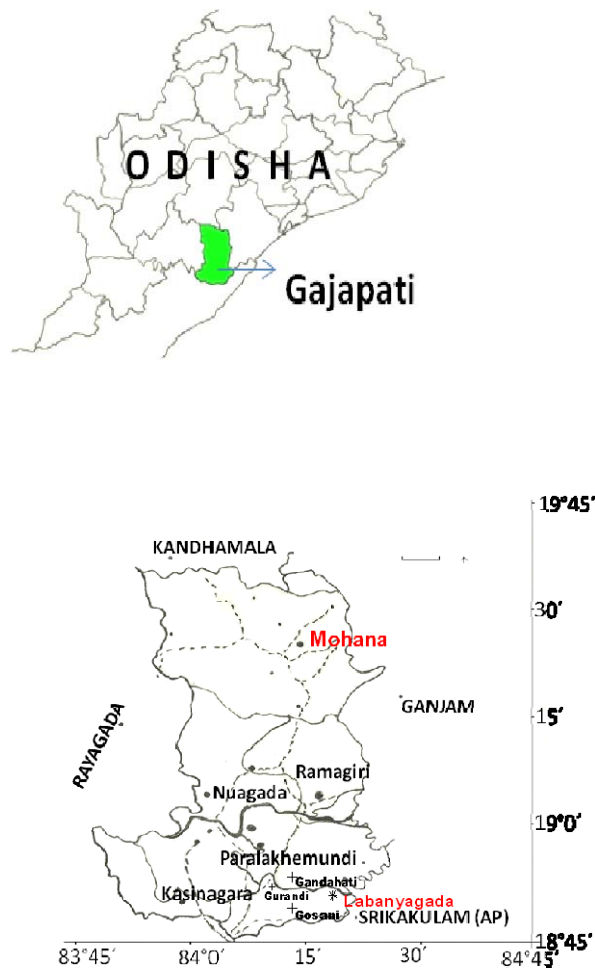 O D I S H A
Gajapati
19°45'
KANDHAMALA
30'
Mohana
GANJAM
15'
RAYAGADA
Ramagiri
Nuagada
19°0'
Paralakhemundi
Gandahati
Kasinagara
Gurandi
Labanyagada
Gosani
SRIKAKULAM (AP)
18°45'
83°45'
84°0'
15'
30'
84°45'